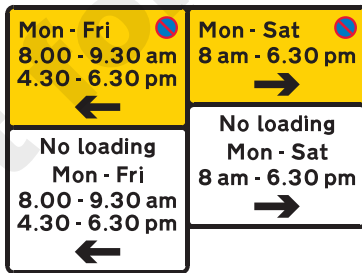 Mon - Fri
8.00 - 9.30 am
4.30 - 6.30 pm
No loading
Mon - Fri
8.00 - 9.30 am
4.30 - 6.30 pm
Mon - Sat
8 am - 6.30 pm
No loading
Mon - Sat
8 am - 6.30 pm